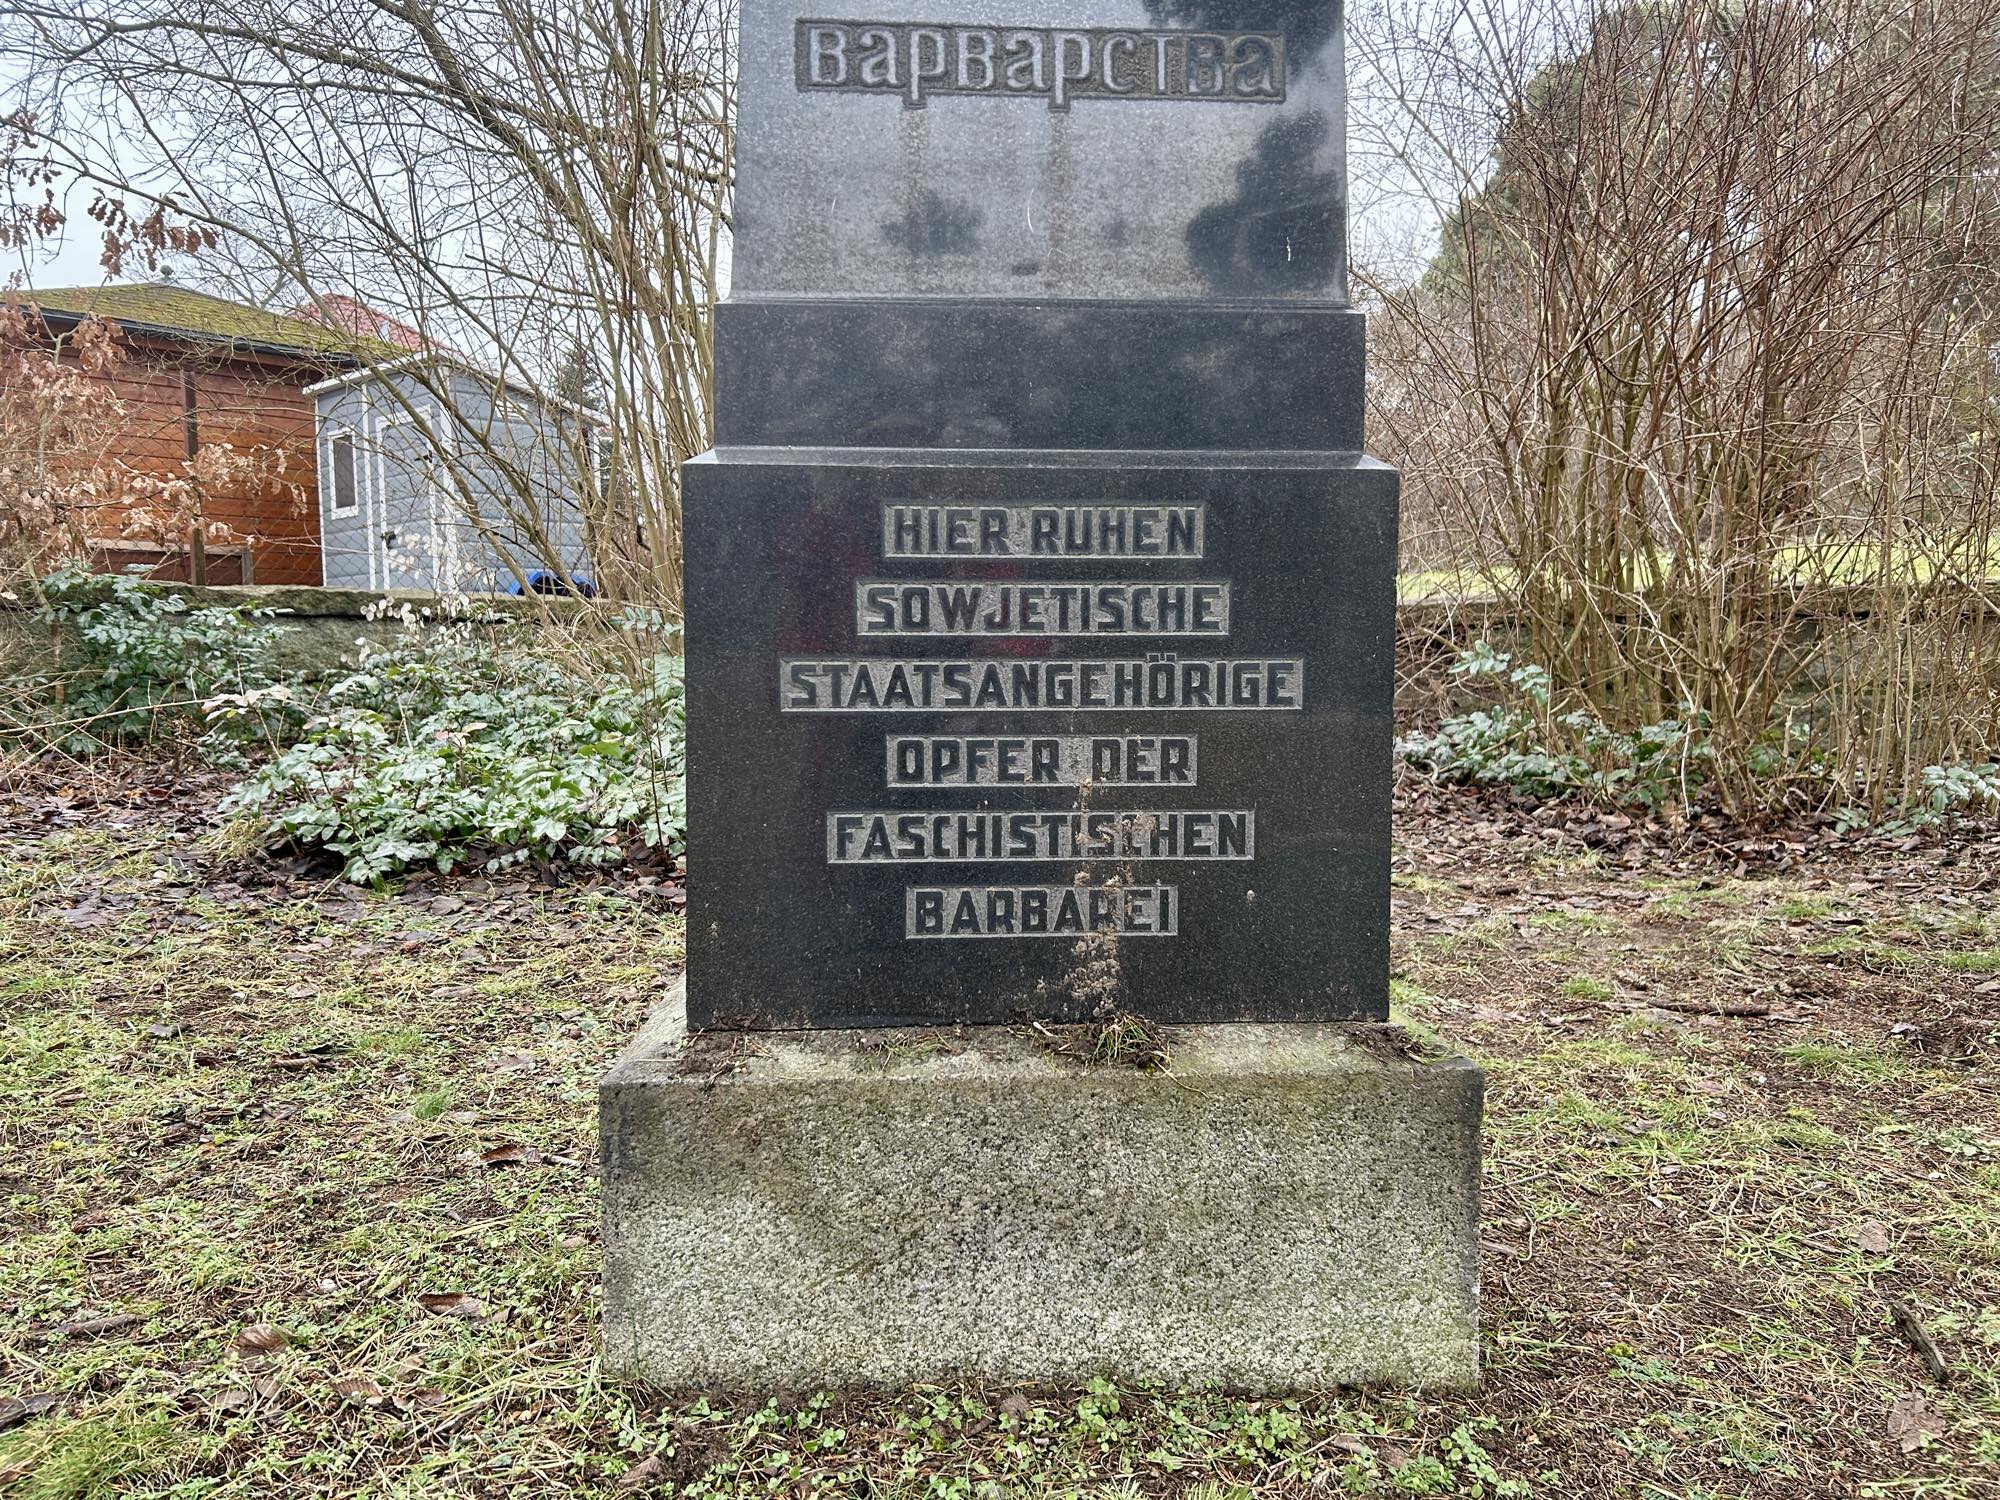 варварства
HIER RUHEN
SOWJETISCHE
STAATSANGEHÖRIGE
OPFER DER
FASCHISTISCHEN
BARBAREI